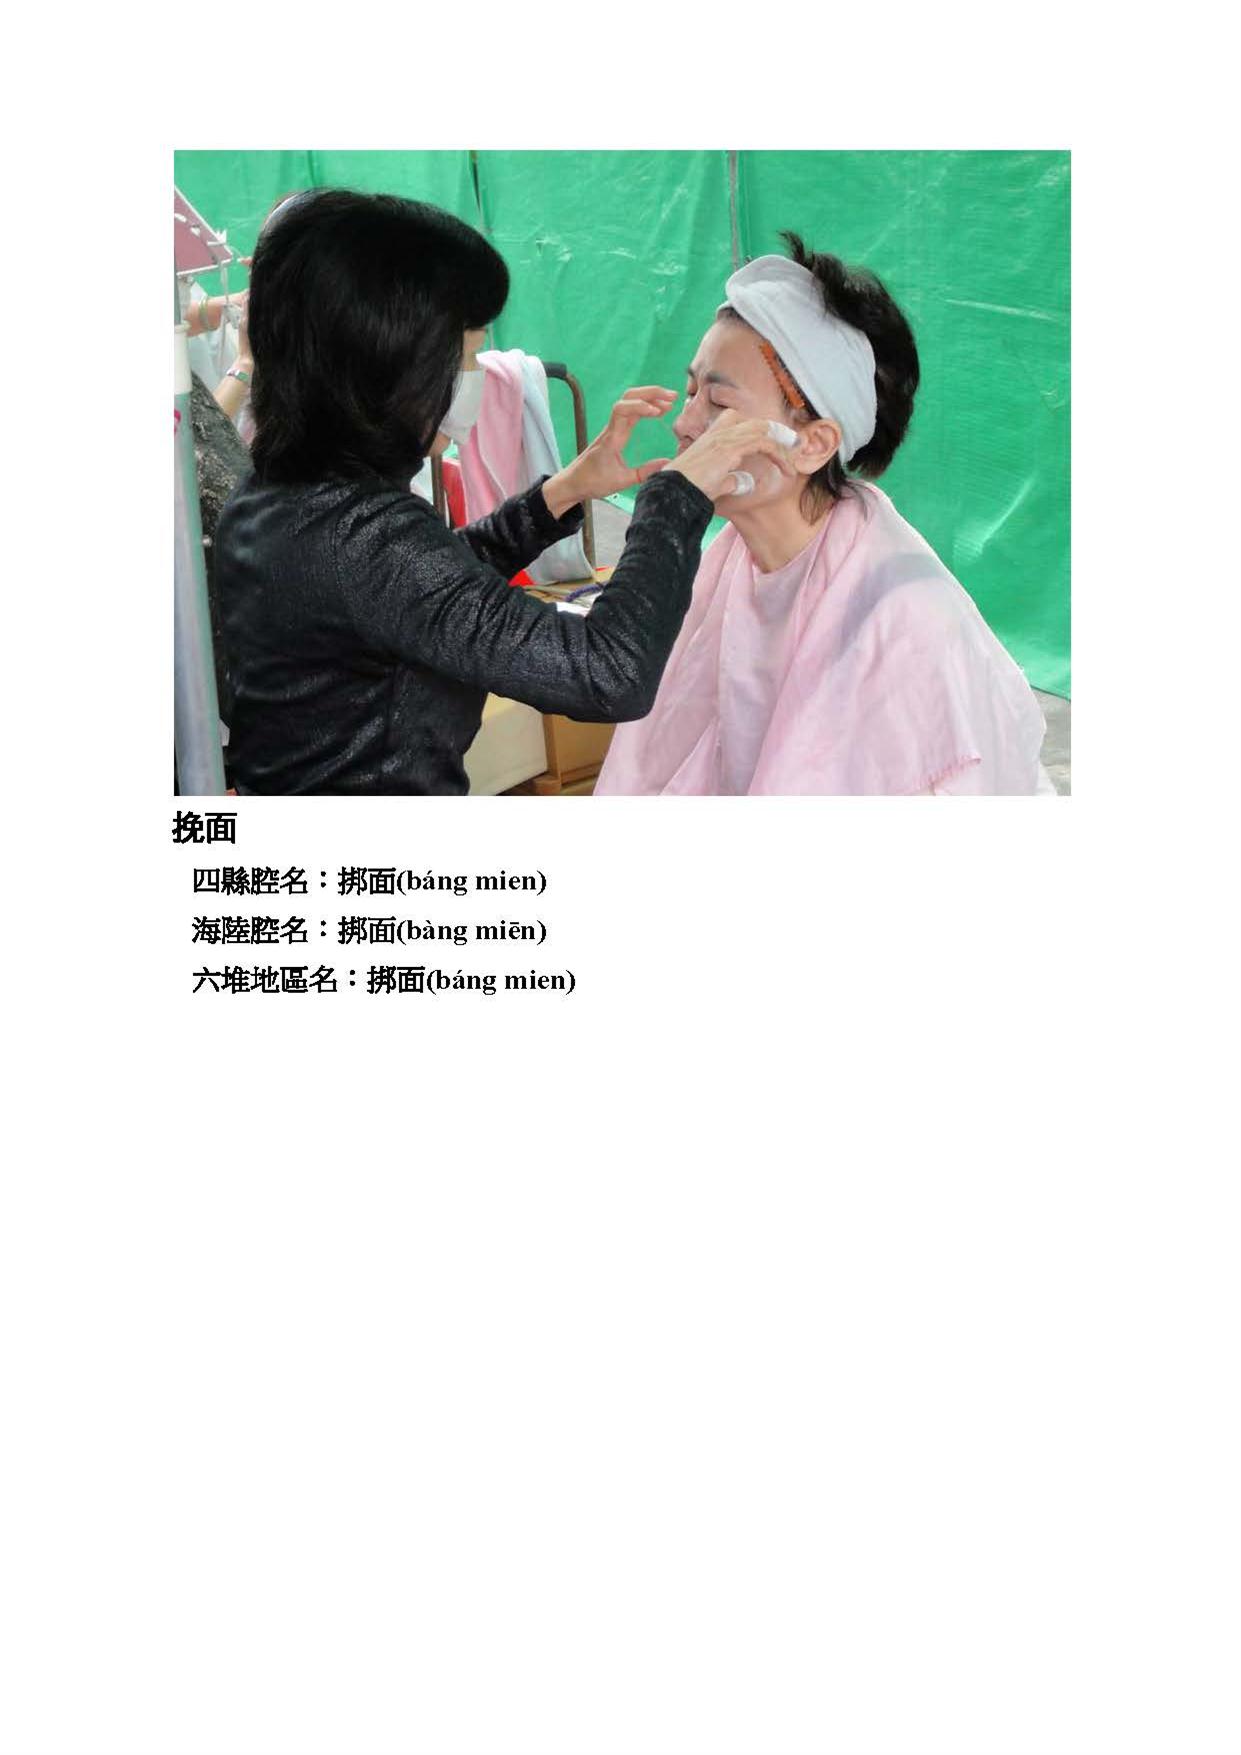 挽面
四縣腔名：挷面(báng mien)
海陸腔名：挷面(bàng miēn)
六堆地區名：挷面(báng mien)